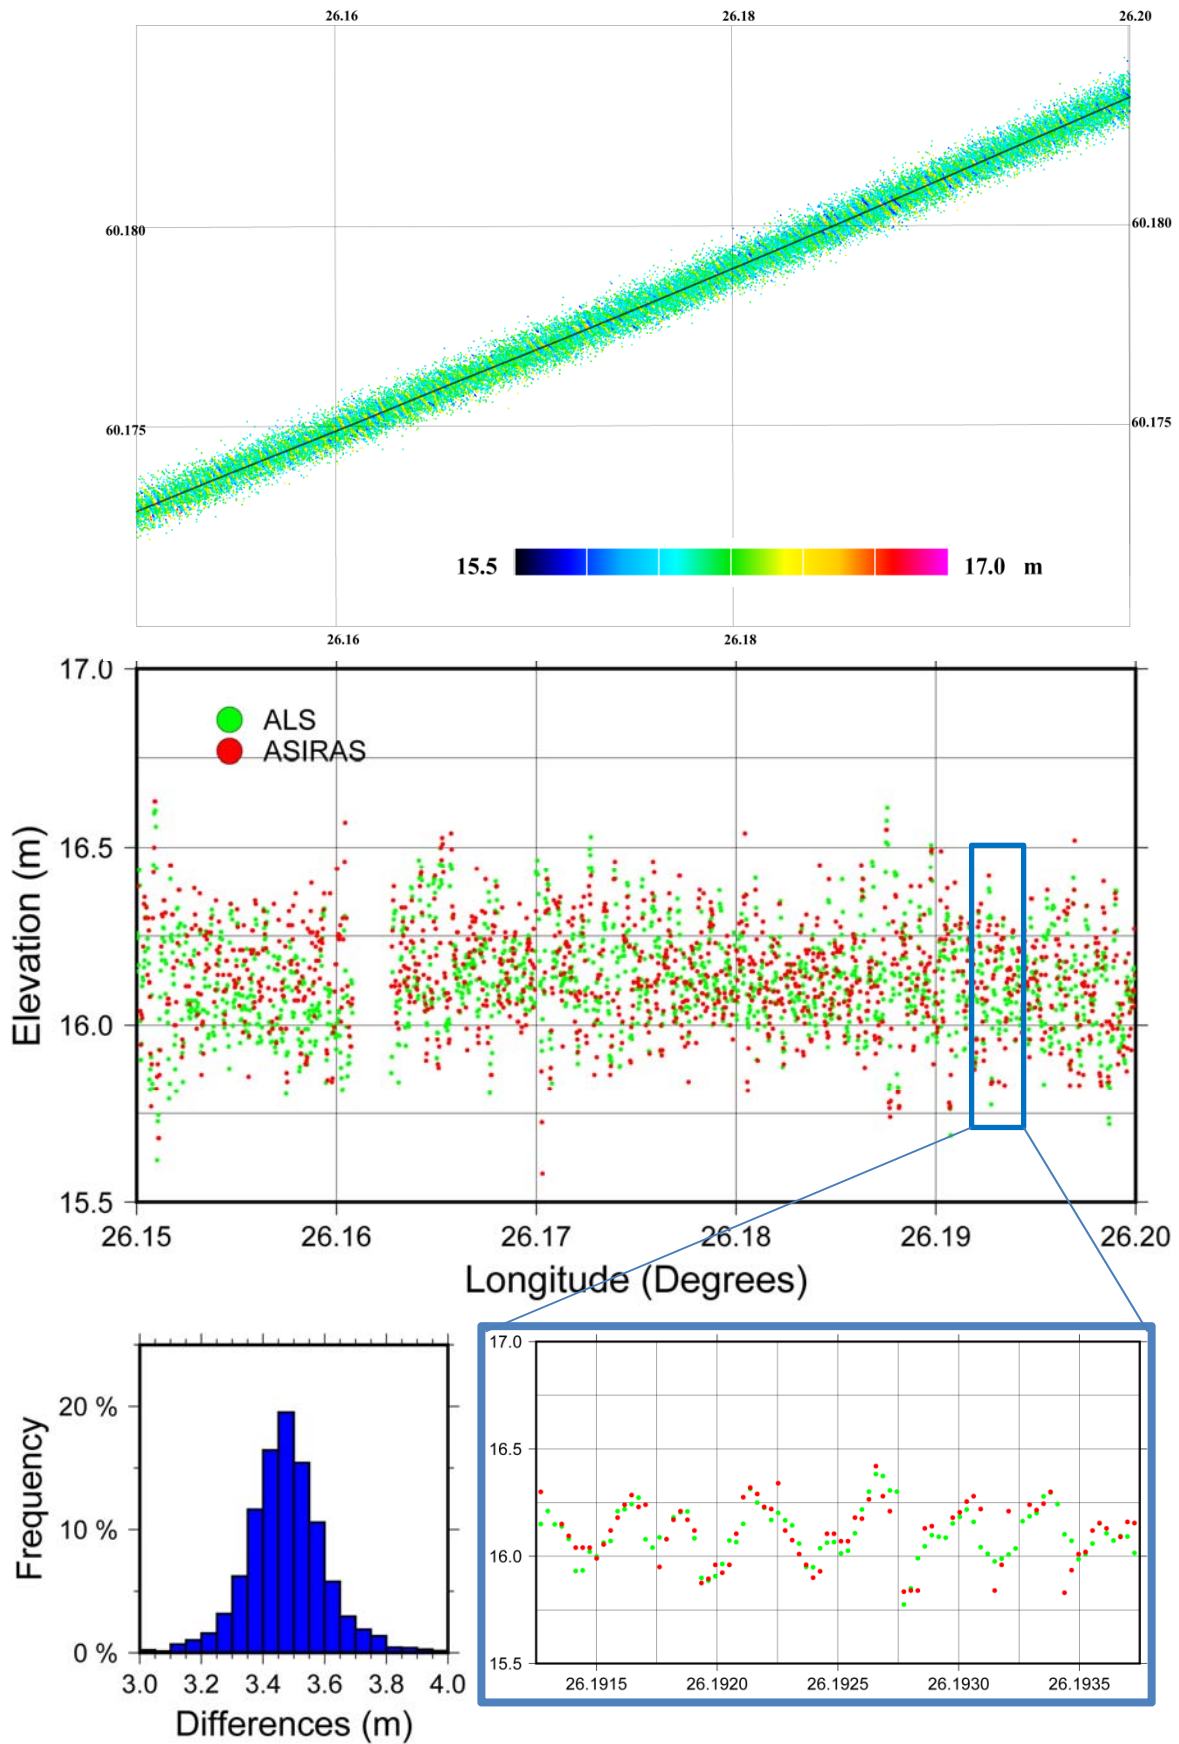 26.16 26.18 26.20
60.180 60.180
60.175 60.175
15.5 17.0 m
26.16 26.18
17.0
ALS
ASIRAS
16.5
Elevation (m)
16.0
15.5
26.15 26.16 26.17 26.18 26.19 26.20
Longitude (Degrees)
20 %
Frequency
10 %
0 %
3.0 3.2 3.4 3.6 3.8 4.0
Differences (m)
17.0
16.5
16.0
15.5
26.1915 26.1920 26.1925 26.1930 26.1935